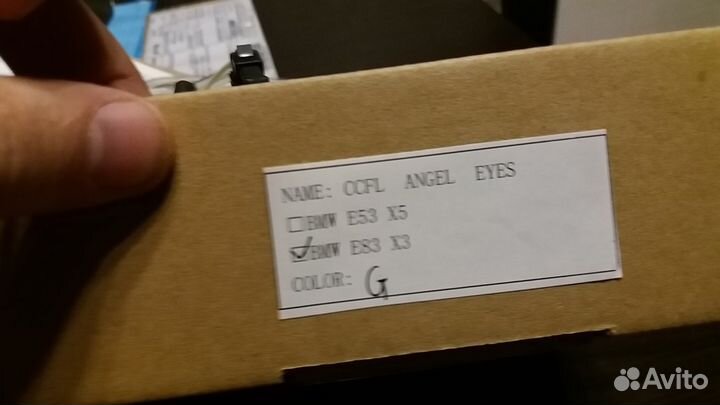 NAME: CCFL ANGEL EYES
BMW E53 X5
BMW E83 X3
COLOR: G
Avito